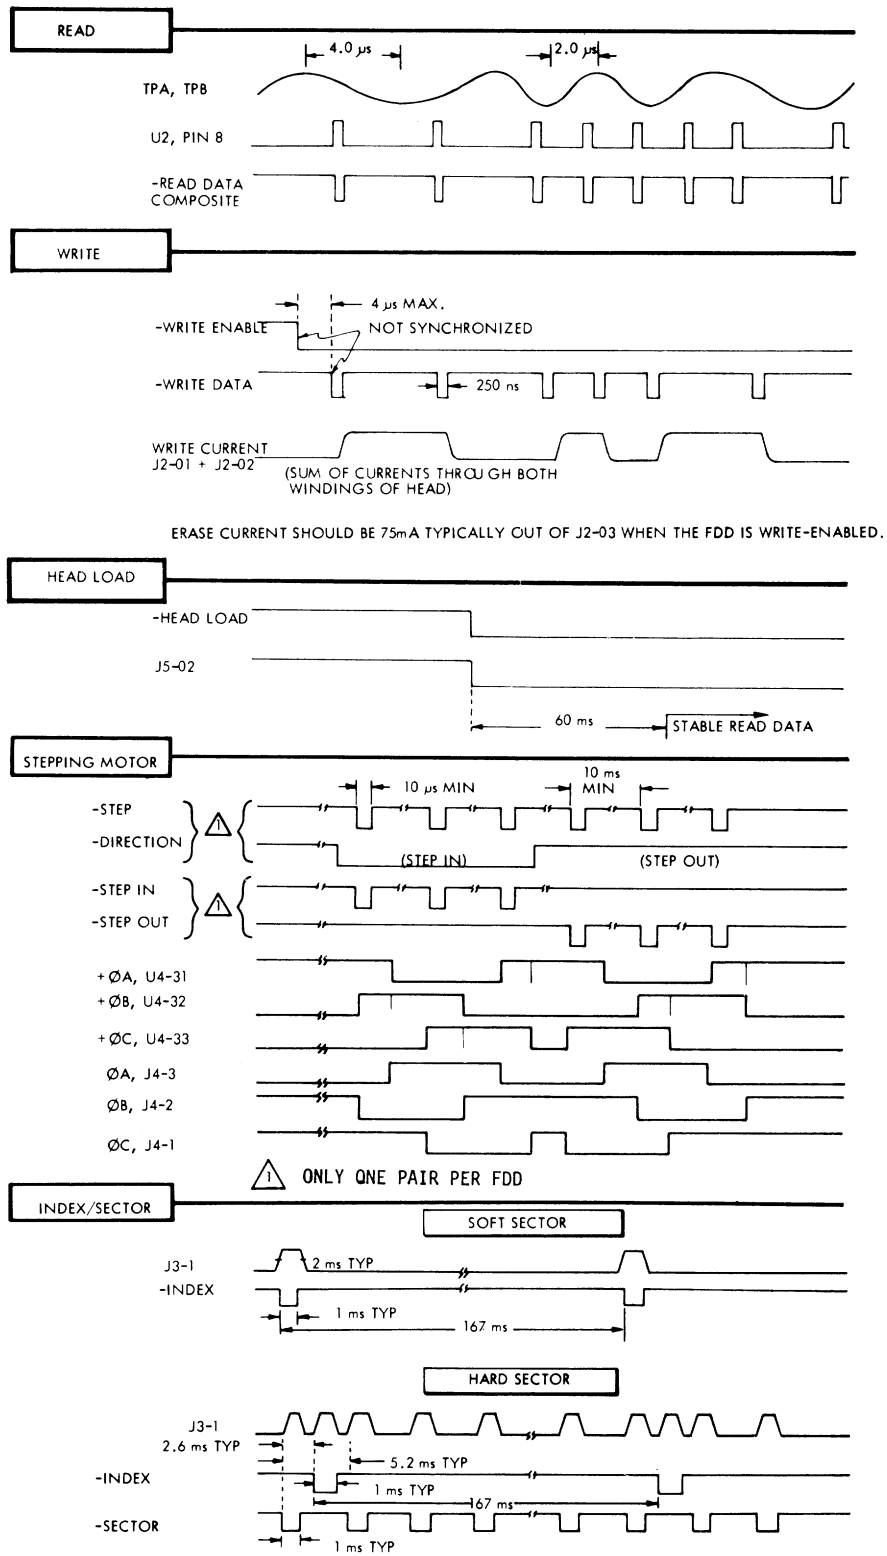 READ
4.0 µs
2.0 µs
TPA, TPB
U2, PIN 8
-READ DATA
COMPOSITE
WRITE
4 µs MAX.
-WRITE ENABLE
NOT SYNCHRONIZED
-WRITE DATA
250 ns
WRITE CURRENT
J2-01 + J2-02
(SUM OF CURRENTS THROUGH BOTH
WINDINGS OF HEAD)
ERASE CURRENT SHOULD BE 75mA TYPICALLY OUT OF J2-03 WHEN THE FDD IS WRITE-ENABLED.
HEAD LOAD
-HEAD LOAD
J5-02
60 ms
STABLE READ DATA
STEPPING MOTOR
10 µs MIN
10 ms
MIN
-STEP
1
-DIRECTION
(STEP IN)
(STEP OUT)
-STEP IN
1
-STEP OUT
+ØA, U4-31
+ØB, U4-32
+ØC, U4-33
ØA, J4-3
ØB, J4-2
ØC, J4-1
1 ONLY ONE PAIR PER FDD
INDEX/SECTOR
SOFT SECTOR
J3-1
2 ms TYP
-INDEX
1 ms TYP
167 ms
HARD SECTOR
J3-1
2.6 ms TYP
5.2 ms TYP
-INDEX
1 ms TYP
167 ms
-SECTOR
1 ms TYP